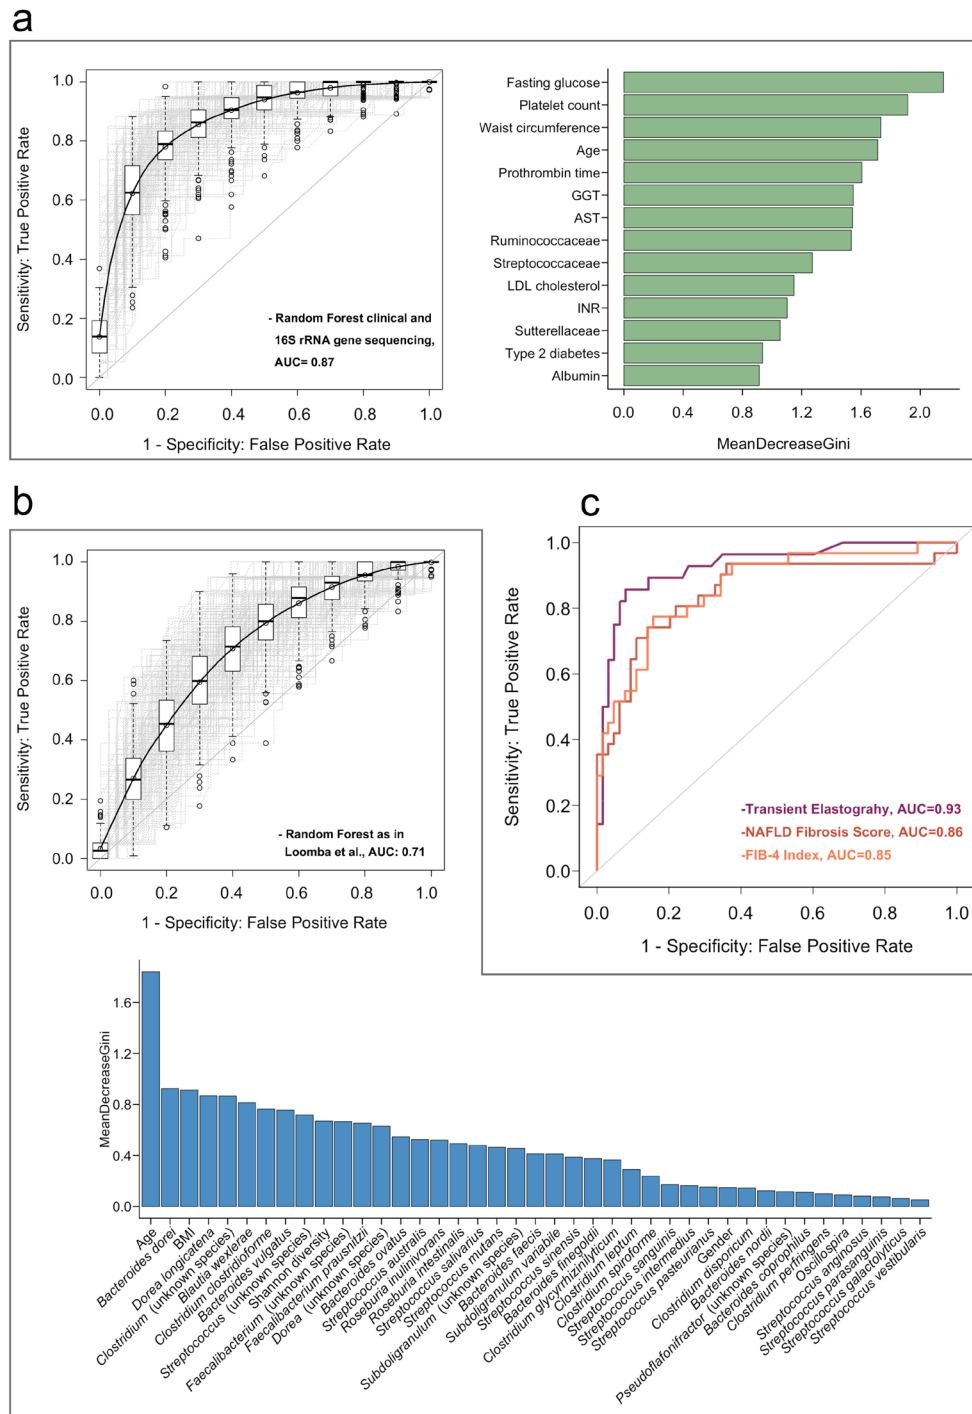 a
Sensitivity: True Positive Rate
1.0
0.8
0.6
0.4
0.2
0.0
- Random Forest clinical and
16S rRNA gene sequencing,
AUC= 0.87
0.0 0.2 0.4 0.6 0.8 1.0
1 - Specificity: False Positive Rate
Fasting glucose
Platelet count
Waist circumference
Age
Prothrombin time
GGT
AST
Ruminococcaceae
Streptococcaceae
LDL cholesterol
INR
Sutterellaceae
Type 2 diabetes
Albumin
0.0 0.4 0.8 1.2 1.6 2.0
MeanDecreaseGini
b
Sensitivity: True Positive Rate
1.0
0.8
0.6
0.4
0.2
0.0
- Random Forest as in
Loomba et al., AUC: 0.71
0.0 0.2 0.4 0.6 0.8 1.0
1 - Specificity: False Positive Rate
c
Sensitivity: True Positive Rate
1.0
0.8
0.6
0.4
0.2
0.0
-Transient Elastograhy, AUC=0.93
-NAFLD Fibrosis Score, AUC=0.86
-FIB-4 Index, AUC=0.85
0.0 0.2 0.4 0.6 0.8 1.0
1 - Specificity: False Positive Rate
MeanDecreaseGini
1.6
1.2
0.8
0.4
0.0
Age
Bacteroides dorei
BMI
Dorea longicatena
Clostridium (unknown species)
Blautia wexlerae
Clostridium clostridioforme
Bacteroides vulgatus
Streptococcus (unknown species)
Shannon diversity
Faecalibacterium (unknown species)
Faecalibacterium prausnitzii
Dorea (unknown species)
Bacteroides ovatus
Streptococcus australis
Roseburia inulinivorans
Roseburia intestinalis
Streptococcus salivarius
Streptococcus mutans
Subdoligranulum (unknown species)
Bacteroides faecis
Subdoligranulum variabile
Streptococcus sinensis
Bacteroides finegoldii
Clostridium glycyrrhizinilyticum
Clostridium leptum
Clostridium spiroforme
Streptococcus sanguinis
Streptococcus intermedius
Streptococcus pasteurianus
Gender
Clostridium disporicum
Bacteroides nordii
Pseudoflavonifractor (unknown species)
Bacteroides coprophilus
Clostridium perfringens
Oscillospira
Streptococcus anginosus
Streptococcus parasanguinis
Streptococcus galactolyticus
Streptococcus vestibularis